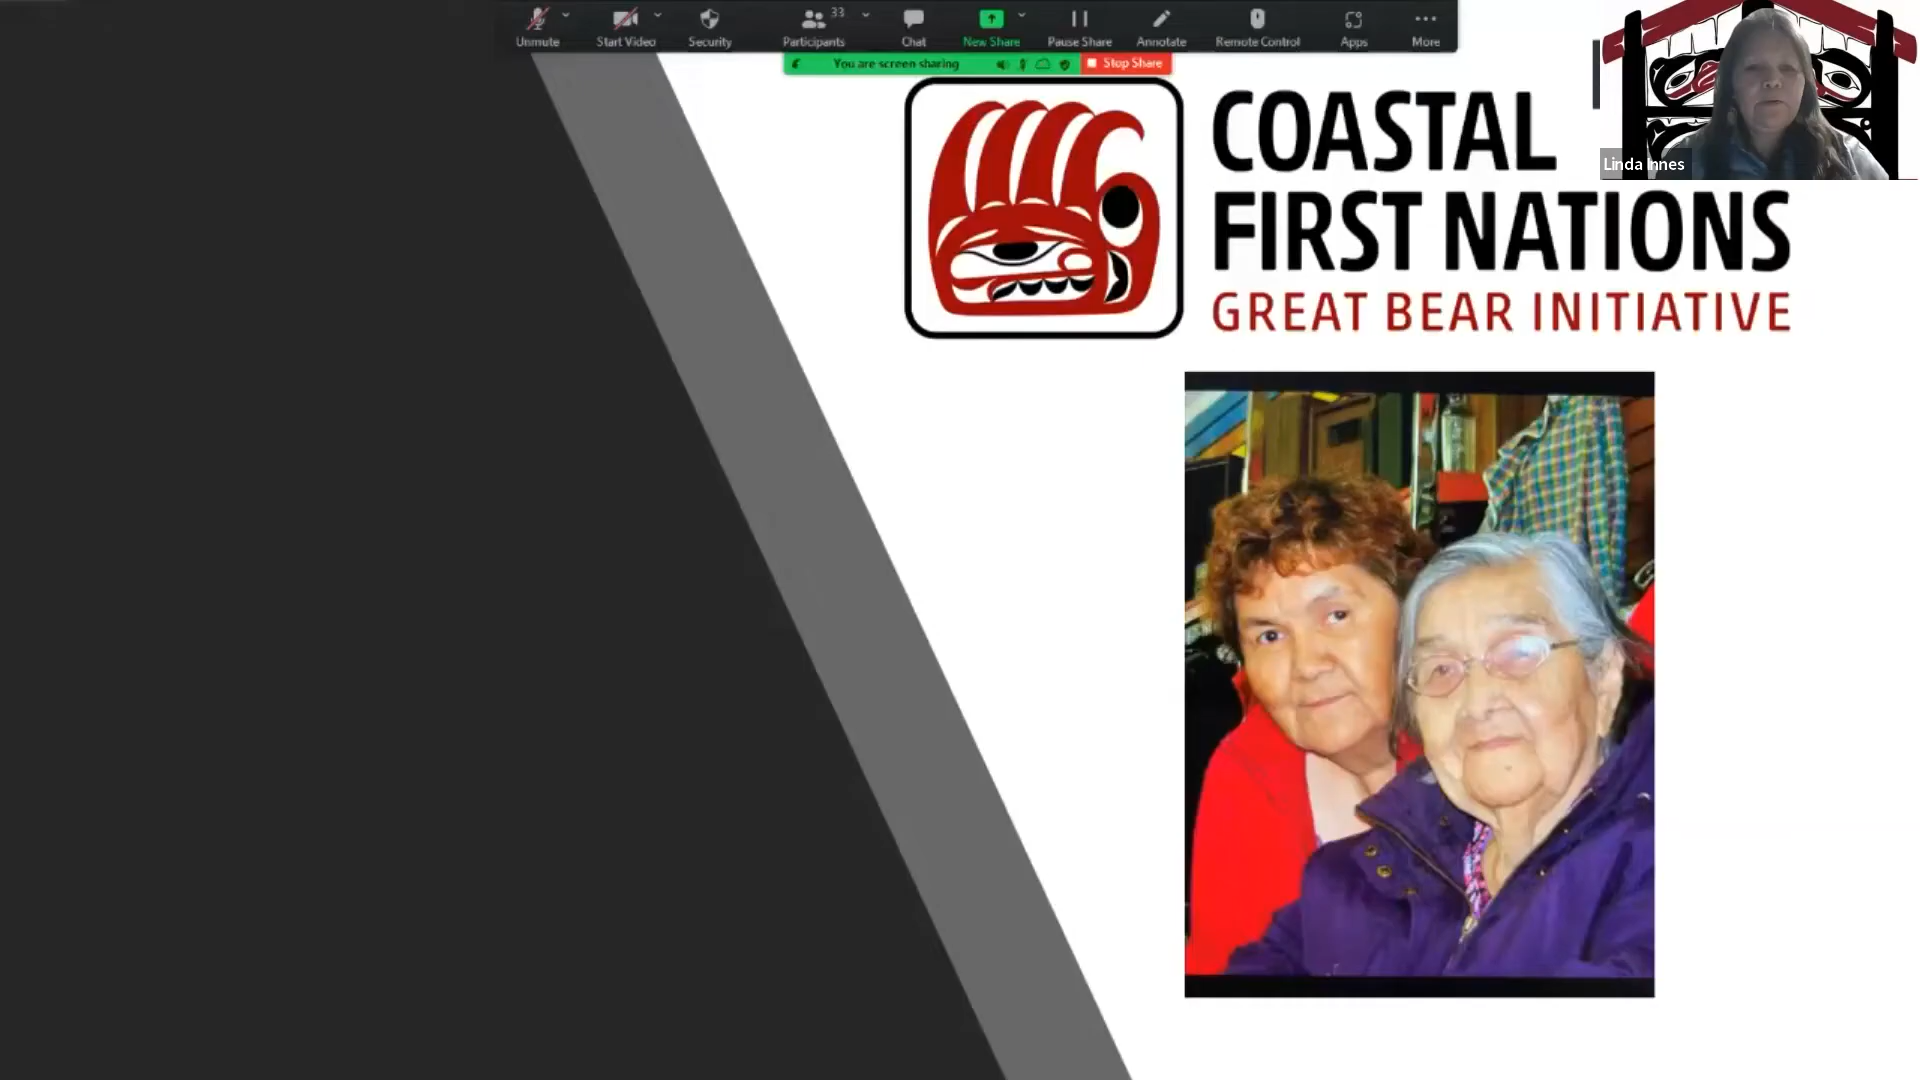 33
Unmute
Start Video
Security
Participants
Chat
New Share
Pause Share
Annotate
Remote Control
Apps
More
You are screen sharing
Stop Share
COASTAL
FIRST NATIONS
GREAT BEAR INITIATIVE
Linda Innes